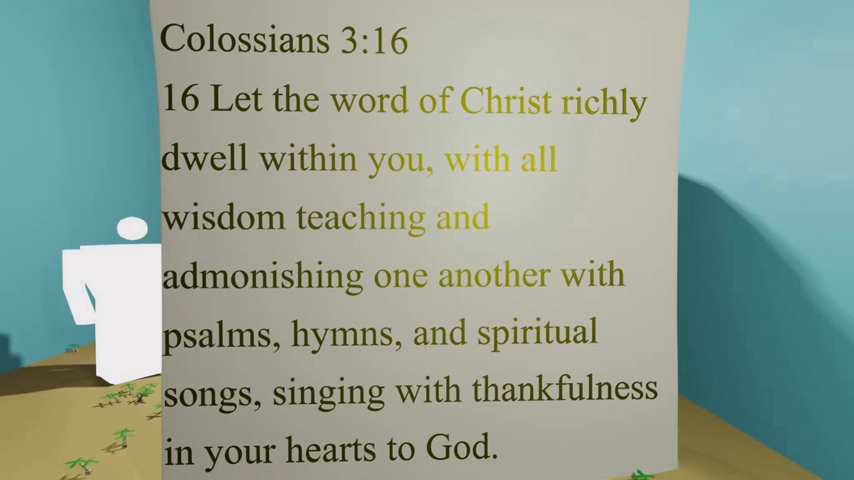 Colossians 3:16
16 Let the word of Christ richly
dwell within you, with all
wisdom teaching and
admonishing one another with
psalms, hymns, and spiritual
songs, singing with thankfulness
in your hearts to God.